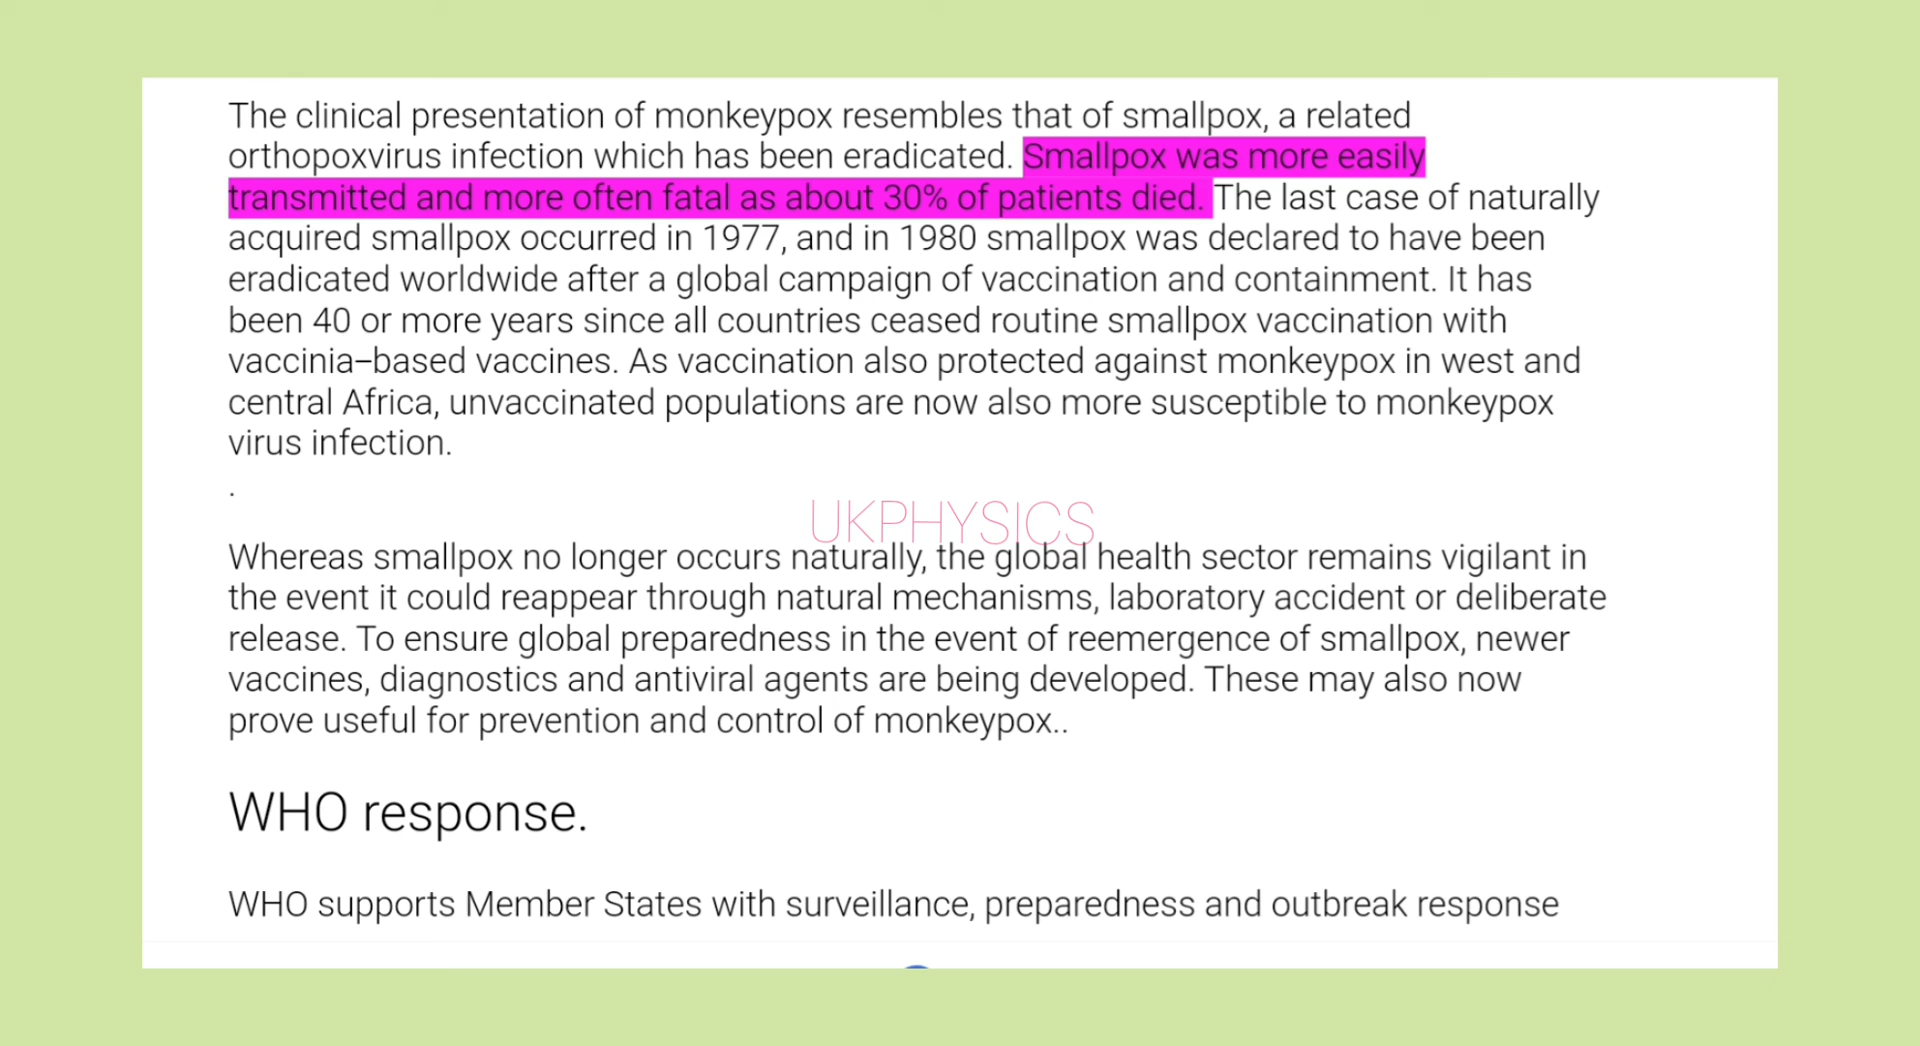 The clinical presentation of monkeypox resembles that of smallpox, a related
orthopoxvirus infection which has been eradicated. Smallpox was more easily
transmitted and more often fatal as about 30% of patients died. The last case of naturally
acquired smallpox occurred in 1977, and in 1980 smallpox was declared to have been
eradicated worldwide after a global campaign of vaccination and containment. It has
been 40 or more years since all countries ceased routine smallpox vaccination with
vaccinia–based vaccines. As vaccination also protected against monkeypox in west and
central Africa, unvaccinated populations are now also more susceptible to monkeypox
virus infection.
.
UKPHYSICS
Whereas smallpox no longer occurs naturally, the global health sector remains vigilant in
the event it could reappear through natural mechanisms, laboratory accident or deliberate
release. To ensure global preparedness in the event of reemergence of smallpox, newer
vaccines, diagnostics and antiviral agents are being developed. These may also now
prove useful for prevention and control of monkeypox..
WHO response.
WHO supports Member States with surveillance, preparedness and outbreak response